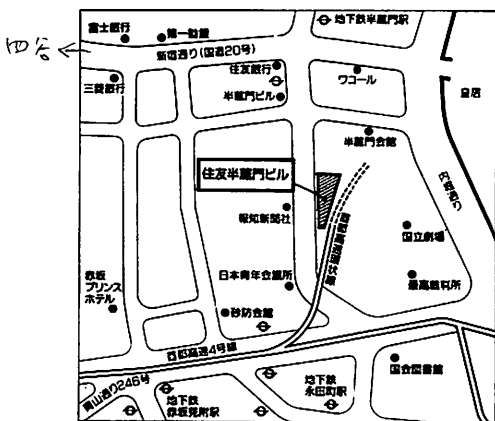 四谷
富士銀行
第一勧銀
地下鉄半蔵門駅
新宿通り(国道20号)
住友銀行
三菱銀行
半蔵門ビル
ワコール
皇居
半蔵門会館
住友半蔵門ビル
内堀通り
報知新聞社
国立劇場
赤坂
プリンス
ホテル
日本青年会議所
最高裁判所
砂防会館
首都高速4号線
青山通り246号
国会図書館
地下鉄
赤坂見附駅
地下鉄
永田町駅